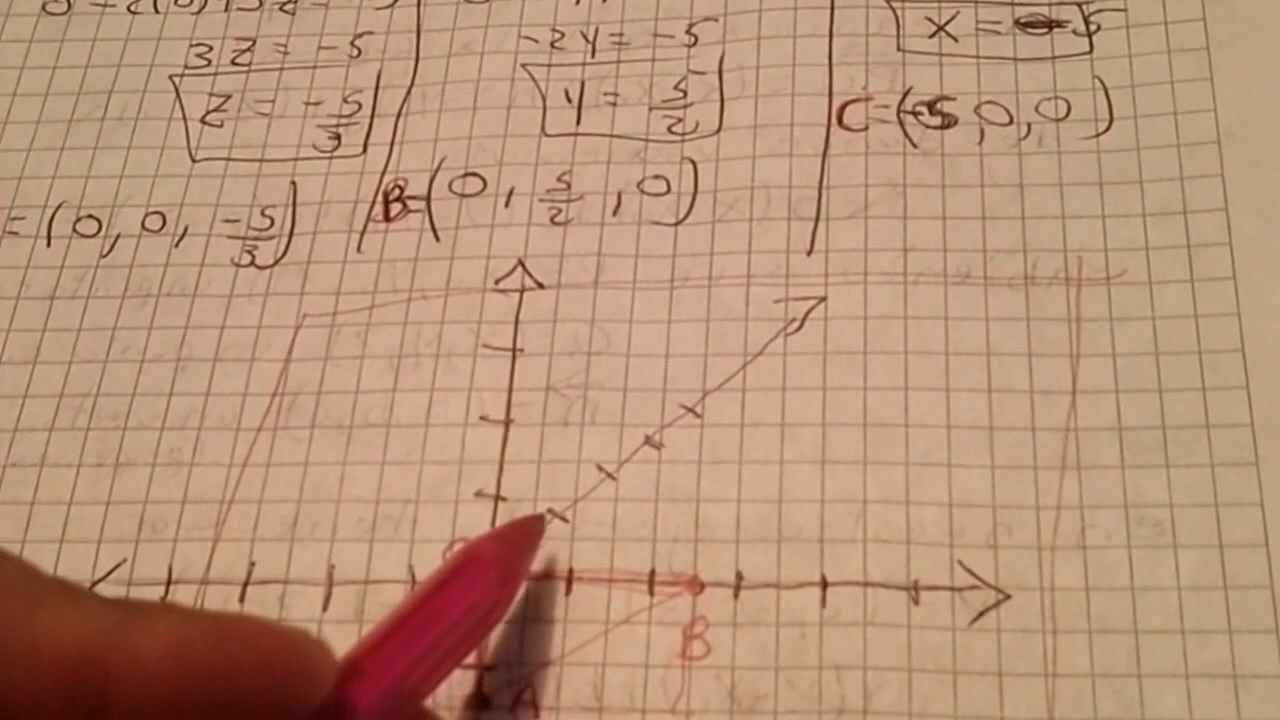 3z = -5
z = -5/3
= (0, 0, -5/3)
-2y = -5
y = 5/2
B = (0, 5/2, 0)
x = 5
C = (-5, 0, 0)
B
A